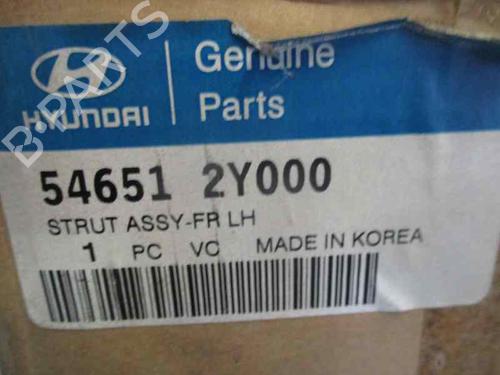 HYUNDAI
Genuine
Parts
B-PARTS
54651 2Y000
STRUT ASSY-FR LH
1 PC VC MADE IN KOREA